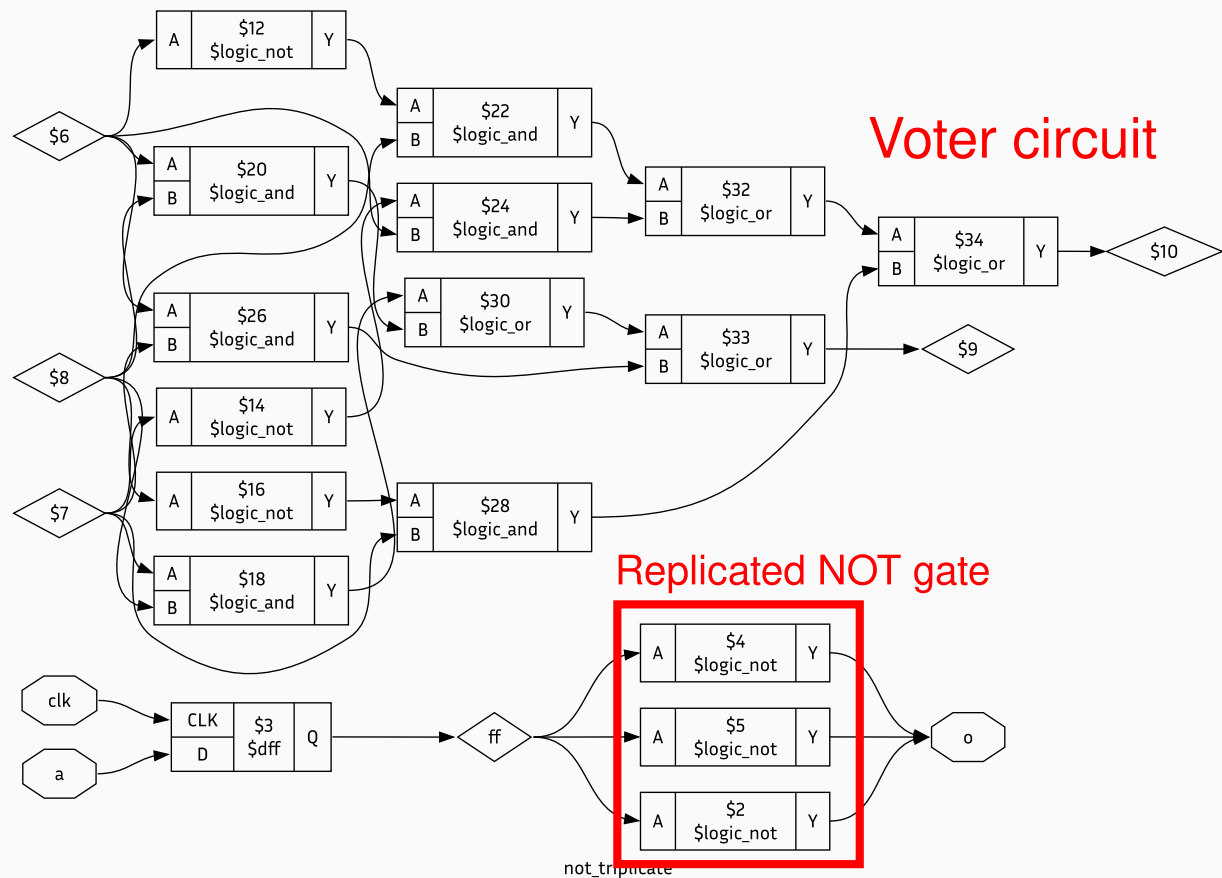 $12
A
$logic_not
Y
$6
A
B
$22
$logic_and
Y
Voter circuit
A
B
$20
$logic_and
Y
A
B
$24
$logic_and
Y
A
B
$32
$logic_or
Y
A
B
$34
$logic_or
Y
$10
A
B
$26
$logic_and
Y
A
B
$30
$logic_or
Y
A
B
$33
$logic_or
Y
$9
$8
A
$14
$logic_not
Y
A
$16
$logic_not
Y
$7
A
B
$28
$logic_and
Y
A
B
$18
$logic_and
Y
Replicated NOT gate
A
$4
$logic_not
Y
clk
a
CLK
D
$3
$dff
Q
ff
A
$5
$logic_not
Y
o
A
$2
$logic_not
Y
not_triplicate